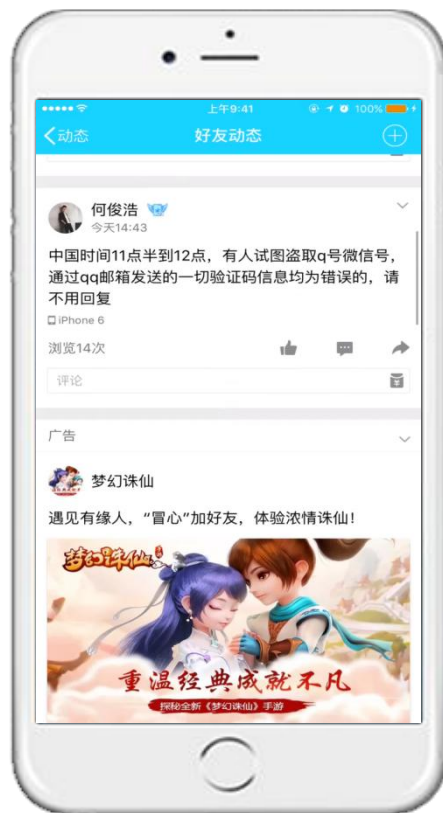 上午9:41
100%
动态
好友动态
何俊浩
今天14:43
中国时间11点半到12点，有人试图盗取q号微信号，
通过qq邮箱发送的一切验证码信息均为错误的，请
不用回复
iPhone 6
浏览14次
评论
广告
梦幻诛仙
遇见有缘人，“冒心”加好友，体验浓情诛仙！
梦幻诛仙
重温经典成就不凡
探秘全新《梦幻诛仙》手游